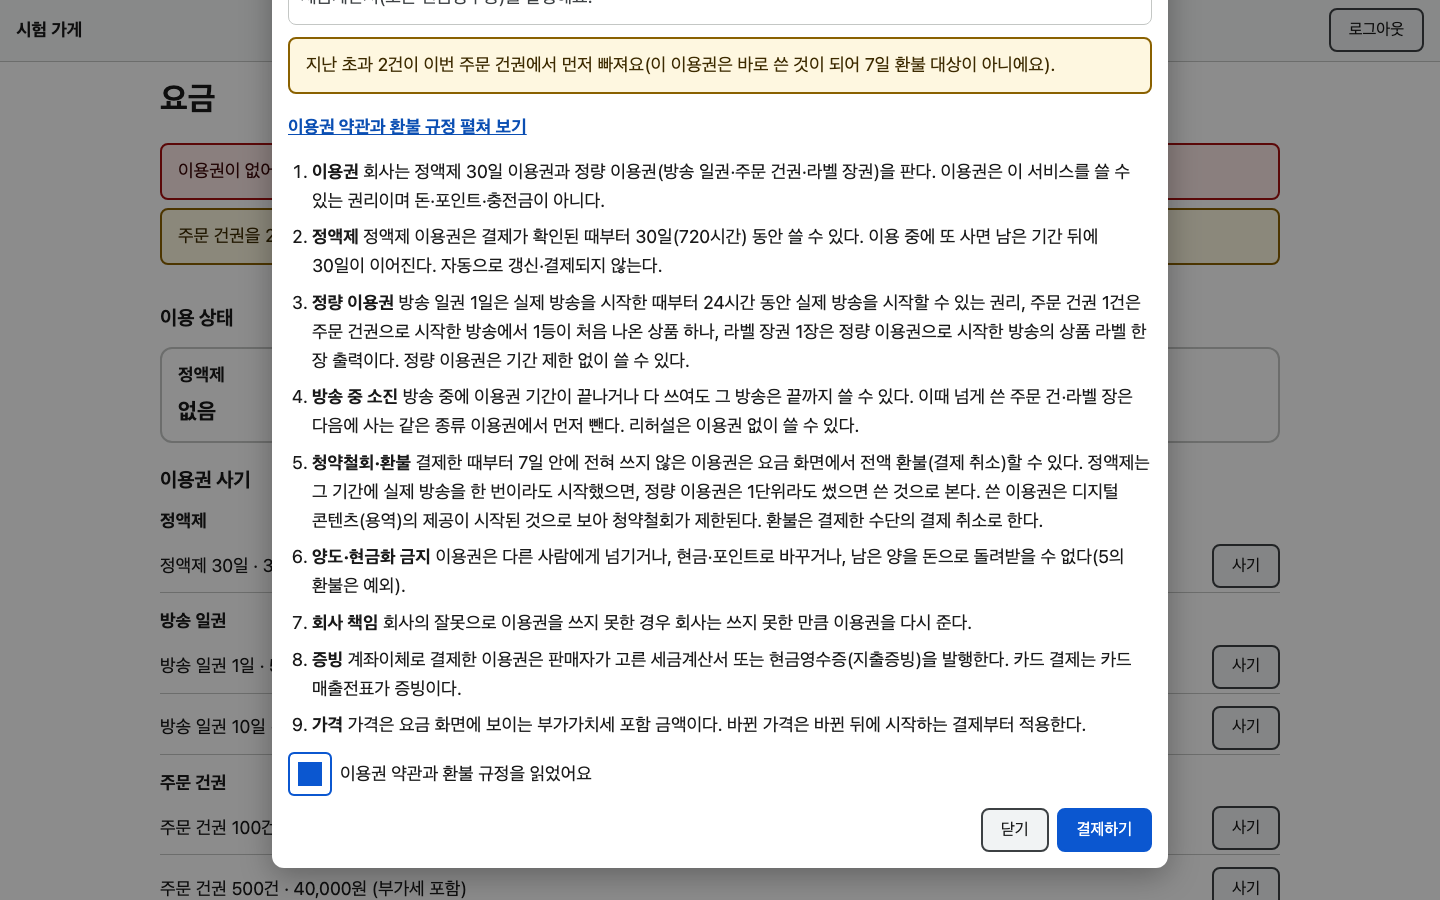 시험 가게
로그아웃
지난 초과 2건이 이번 주문 건권에서 먼저 빠져요(이 이용권은 바로 쓴 것이 되어 7일 환불 대상이 아니에요).
요금
이용권 약관과 환불 규정 펼쳐 보기
이용권이 없어
주문 건권을 2
1. 이용권 회사는 정액제 30일 이용권과 정량 이용권(방송 일권·주문 건권·라벨 장권)을 판다. 이용권은 이 서비스를 쓸 수
있는 권리이며 돈·포인트·충전금이 아니다.
2. 정액제 정액제 이용권은 결제가 확인된 때부터 30일(720시간) 동안 쓸 수 있다. 이용 중에 또 사면 남은 기간 뒤에
30일이 이어진다. 자동으로 갱신·결제되지 않는다.
3. 정량 이용권 방송 일권 1일은 실제 방송을 시작한 때부터 24시간 동안 실제 방송을 시작할 수 있는 권리, 주문 건권 1건은
주문 건권으로 시작한 방송에서 1등이 처음 나온 상품 하나, 라벨 장권 1장은 정량 이용권으로 시작한 방송의 상품 라벨 한
장 출력이다. 정량 이용권은 기간 제한 없이 쓸 수 있다.
4. 방송 중 소진 방송 중에 이용권 기간이 끝나거나 다 쓰여도 그 방송은 끝까지 쓸 수 있다. 이때 넘게 쓴 주문 건·라벨 장은
다음에 사는 같은 종류 이용권에서 먼저 뺀다. 리허설은 이용권 없이 쓸 수 있다.
5. 청약철회·환불 결제한 때부터 7일 안에 전혀 쓰지 않은 이용권은 요금 화면에서 전액 환불(결제 취소)할 수 있다. 정액제는
그 기간에 실제 방송을 한 번이라도 시작했으면, 정량 이용권은 1단위라도 썼으면 쓴 것으로 본다. 쓴 이용권은 디지털
콘텐츠(용역)의 제공이 시작된 것으로 보아 청약철회가 제한된다. 환불은 결제한 수단의 결제 취소로 한다.
6. 양도·현금화 금지 이용권은 다른 사람에게 넘기거나, 현금·포인트로 바꾸거나, 남은 양을 돈으로 돌려받을 수 없다(5의
환불은 예외).
7. 회사 책임 회사의 잘못으로 이용권을 쓰지 못한 경우 회사는 쓰지 못한 만큼 이용권을 다시 준다.
8. 증빙 계좌이체로 결제한 이용권은 판매자가 고른 세금계산서 또는 현금영수증(지출증빙)을 발행한다. 카드 결제는 카드
매출전표가 증빙이다.
9. 가격 가격은 요금 화면에 보이는 부가가치세 포함 금액이다. 바뀐 가격은 바뀐 뒤에 시작하는 결제부터 적용한다.
이용권 약관과 환불 규정을 읽었어요
닫기
결제하기
이용 상태
정액제
없음
이용권 사기
정액제
정액제 30일 · 3
사기
방송 일권
방송 일권 1일 ·
사기
방송 일권 10일
사기
주문 건권
주문 건권 100건
사기
주문 건권 500건 · 40,000원 (부가세 포함)
사기